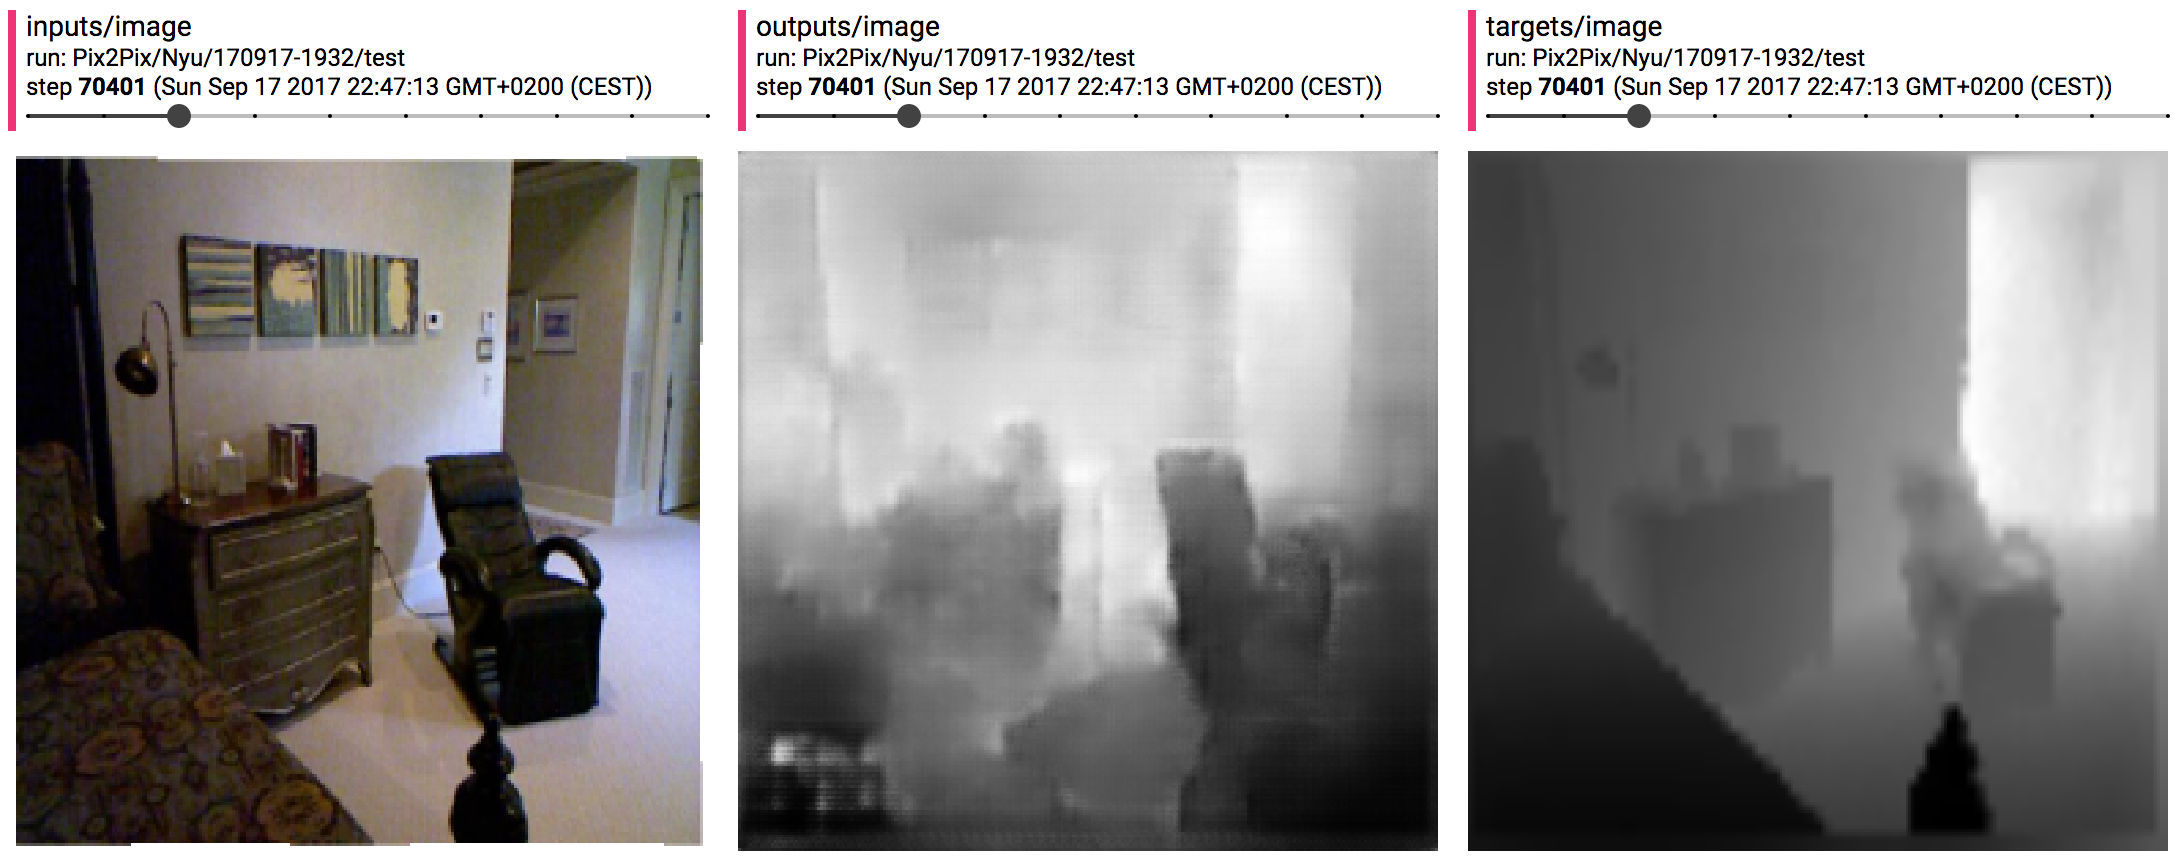 inputs/image
run: Pix2Pix/Nyu/170917-1932/test
step 70401 (Sun Sep 17 2017 22:47:13 GMT+0200 (CEST))
outputs/image
run: Pix2Pix/Nyu/170917-1932/test
step 70401 (Sun Sep 17 2017 22:47:13 GMT+0200 (CEST))
targets/image
run: Pix2Pix/Nyu/170917-1932/test
step 70401 (Sun Sep 17 2017 22:47:13 GMT+0200 (CEST))